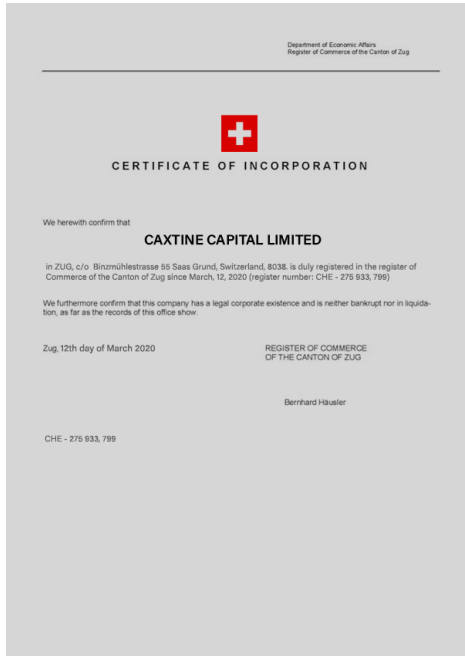 Department of Economic Affairs
Register of Commerce of the Canton of Zug
CERTIFICATE OF INCORPORATION
We herewith confirm that
CAXTINE CAPITAL LIMITED
in ZUG, c/o Binzmühlestrasse 55 Saas Grund, Switzerland, 8038. is duly registered in the register of
Commerce of the Canton of Zug since March, 12, 2020 (register number: CHE - 275 933, 799)
We furthermore confirm that this company has a legal corporate existence and is neither bankrupt nor in liquida-
tion, as far as the records of this office show.
Zug, 12th day of March 2020
REGISTER OF COMMERCE
OF THE CANTON OF ZUG
Bernhard Häusler
CHE - 275 933, 799